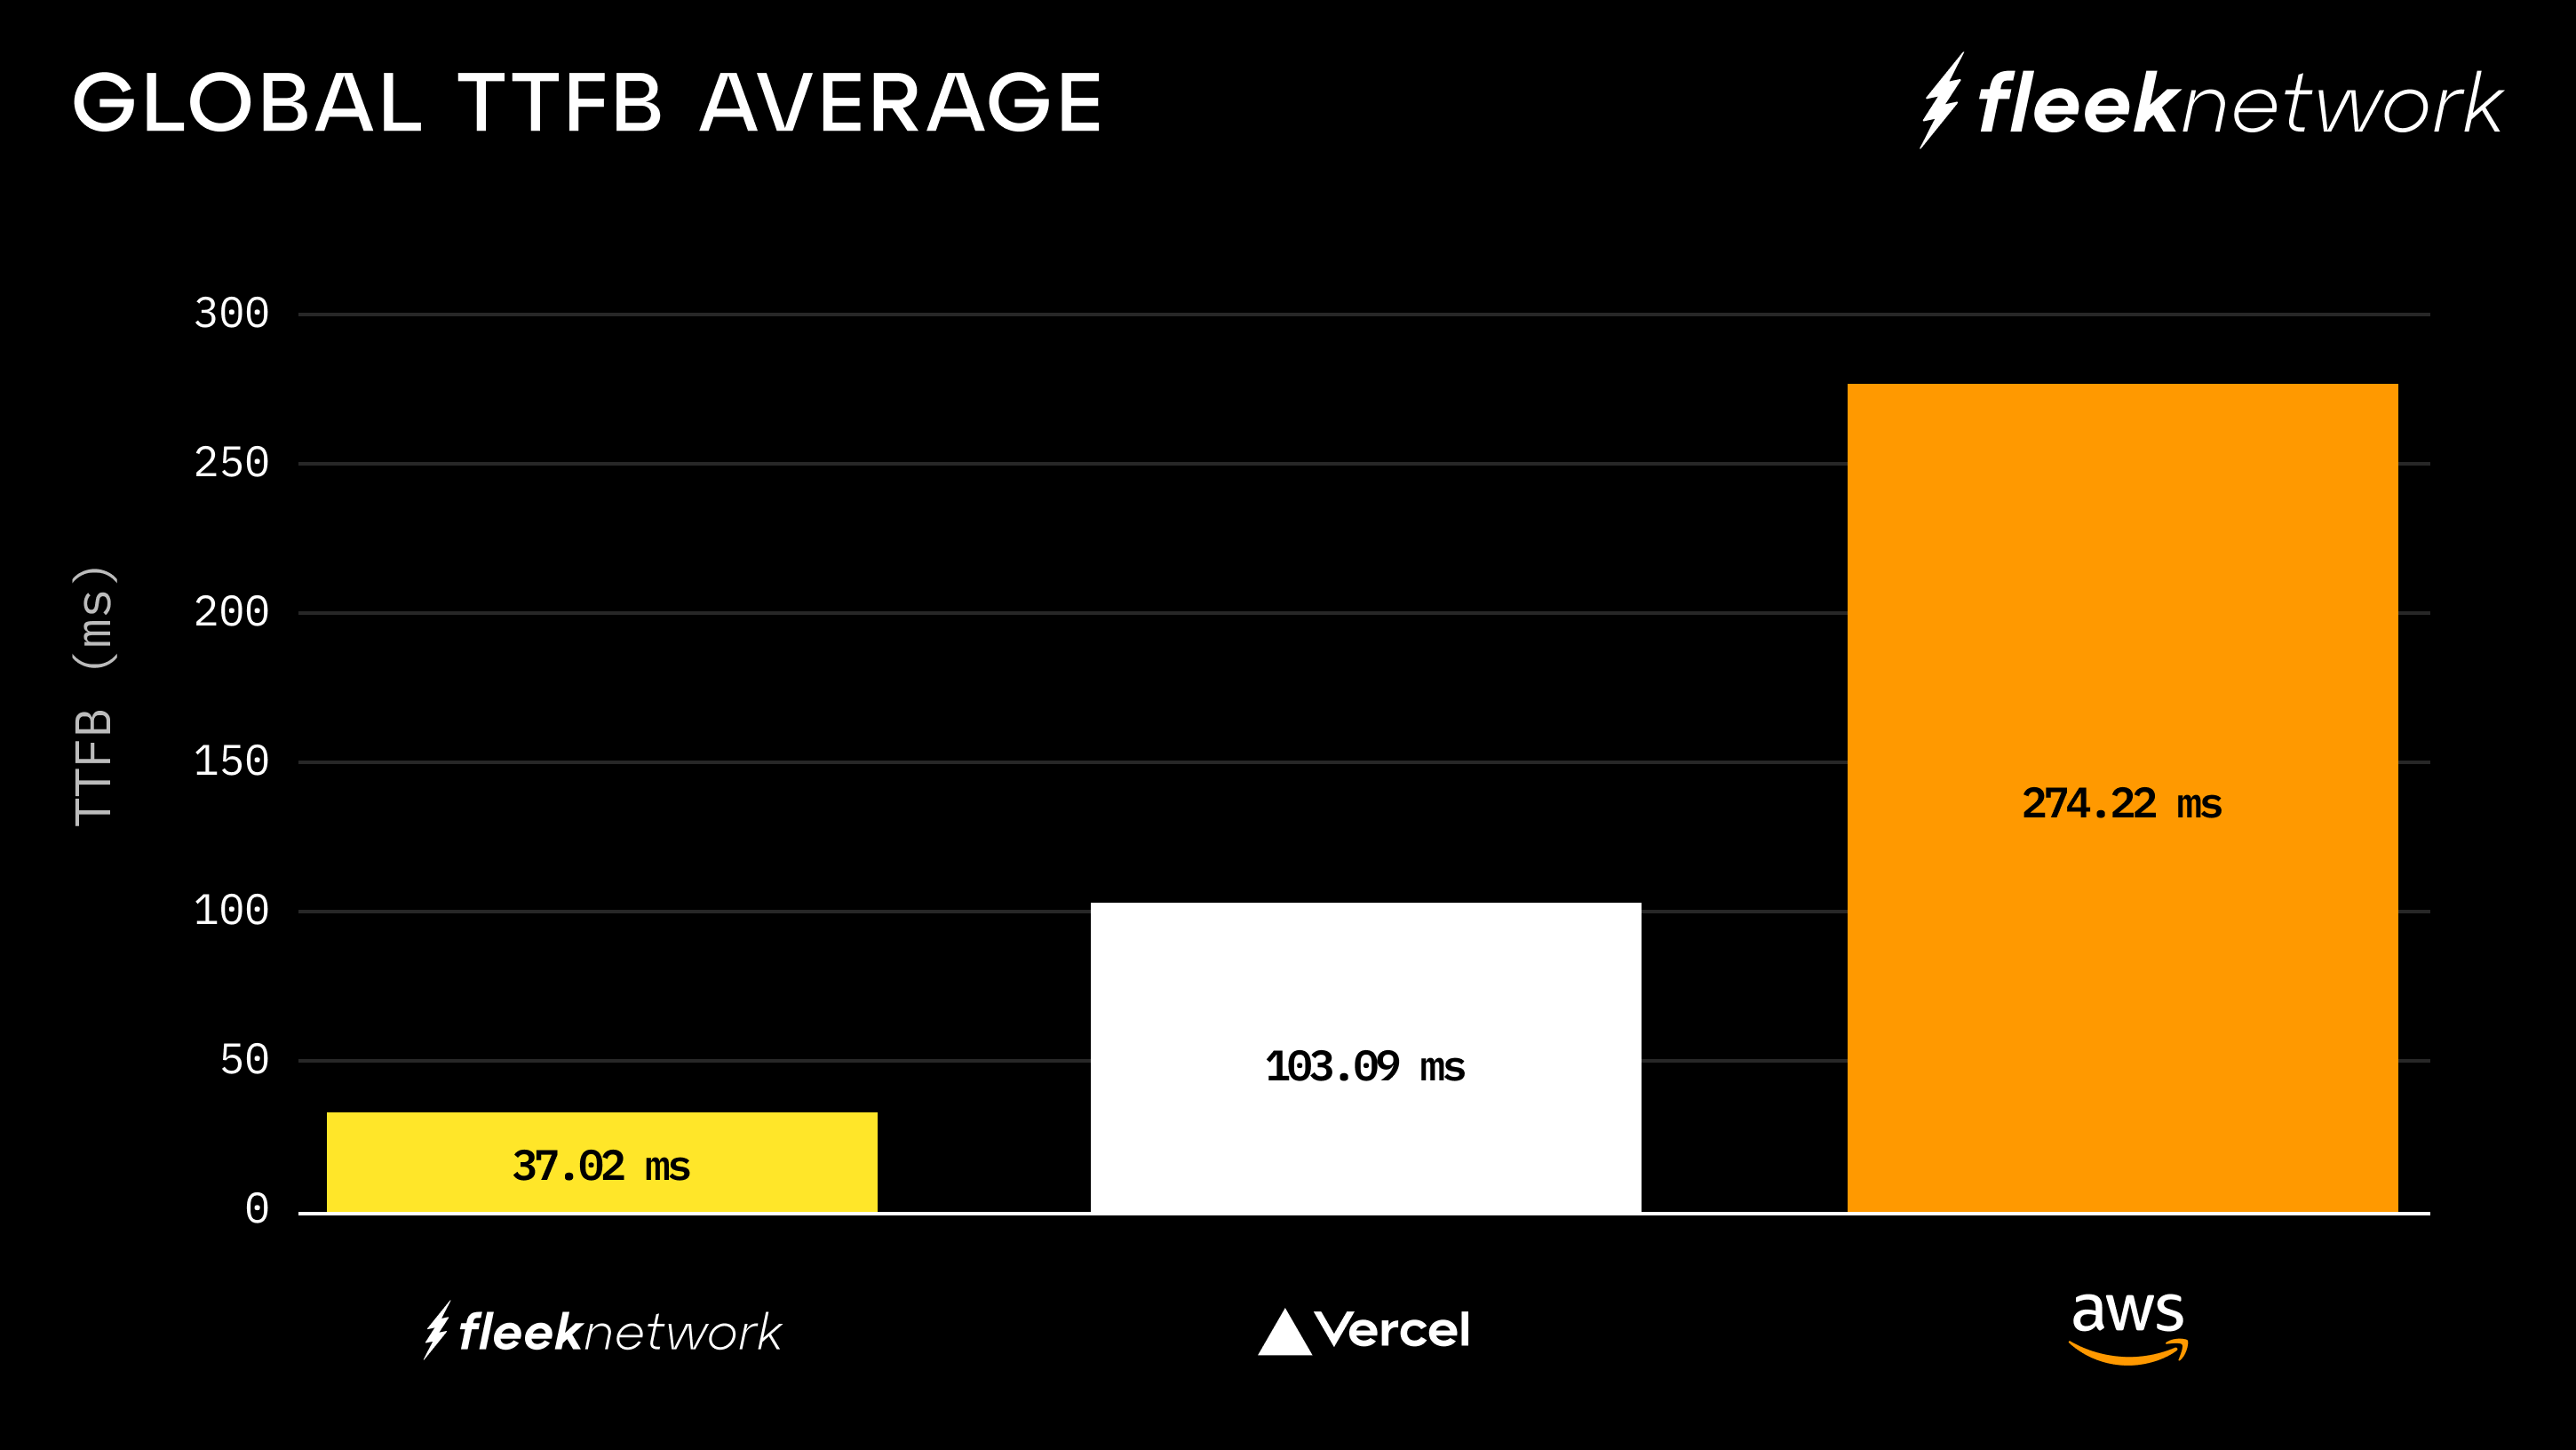 GLOBAL TTFB AVERAGE
fleeknetwork
TTFB (ms)
300
250
200
150
100
50
0
37.02 ms
103.09 ms
274.22 ms
fleeknetwork
Vercel
aws